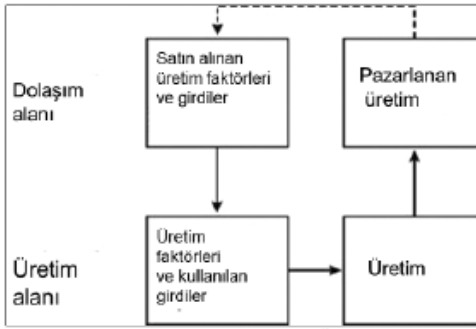 Dolaşım
alanı
Satın alınan
üretim faktörleri
ve girdiler
Pazarlanan
üretim
Üretim
alanı
Üretim
faktörleri
ve kullanılan
girdiler
Üretim